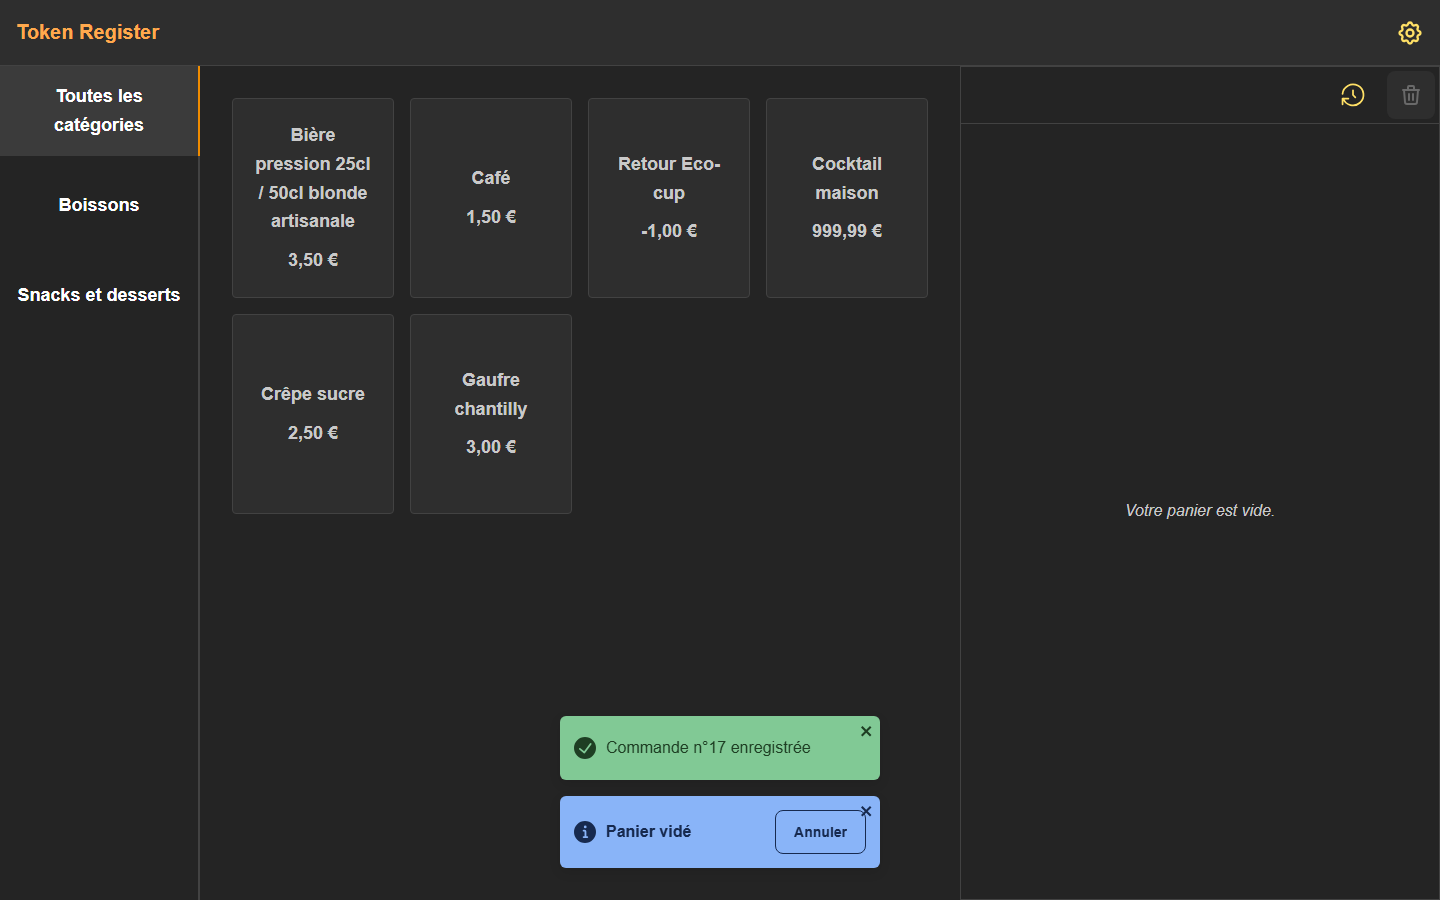 Token Register
Toutes les
catégories
Boissons
Snacks et desserts
Bière
pression 25cl
/ 50cl blonde
artisanale
3,50 €
Café
1,50 €
Retour Eco-
cup
-1,00 €
Cocktail
maison
999,99 €
Crêpe sucre
2,50 €
Gaufre
chantilly
3,00 €
Votre panier est vide.
Commande n°17 enregistrée
Panier vidé
Annuler